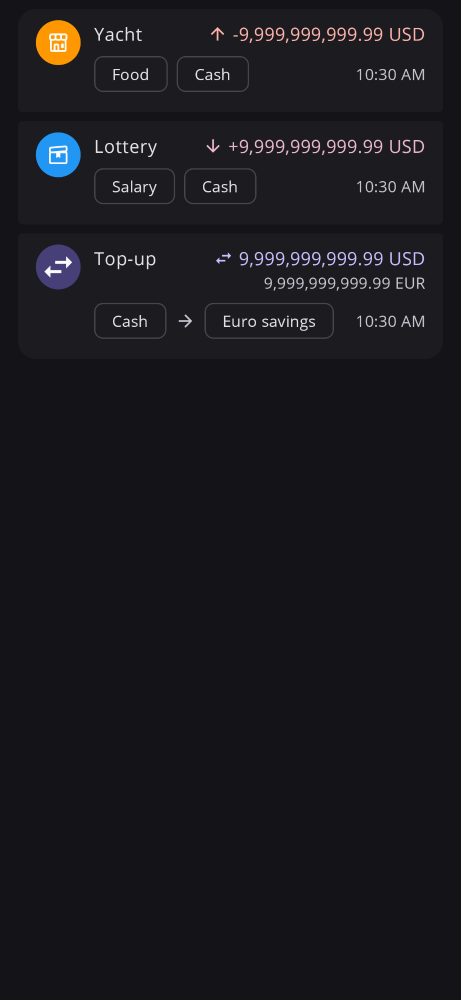 Yacht -9,999,999,999.99 USD
Food Cash 10:30 AM
Lottery +9,999,999,999.99 USD
Salary Cash 10:30 AM
Top-up 9,999,999,999.99 USD
9,999,999,999.99 EUR
Cash → Euro savings 10:30 AM